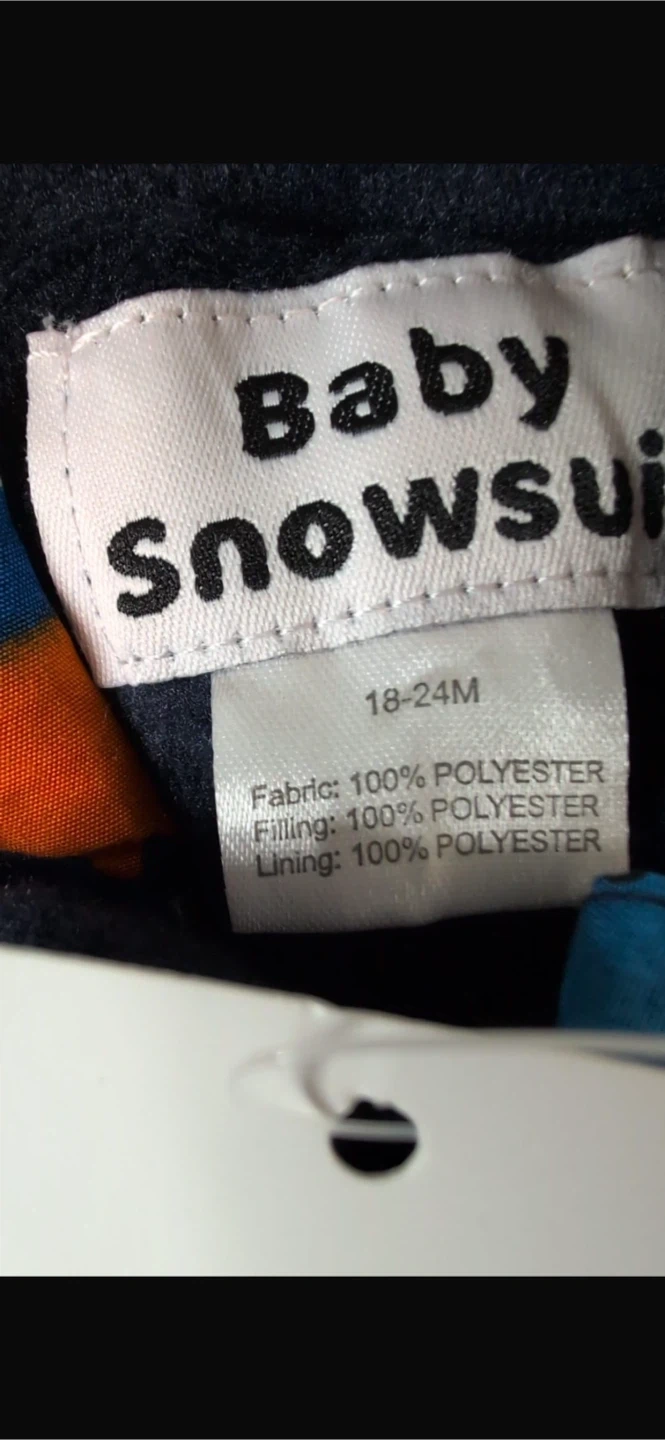 Baby
Snowsui
18-24M
Fabric: 100% POLYESTER
Filling: 100% POLYESTER
Lining: 100% POLYESTER